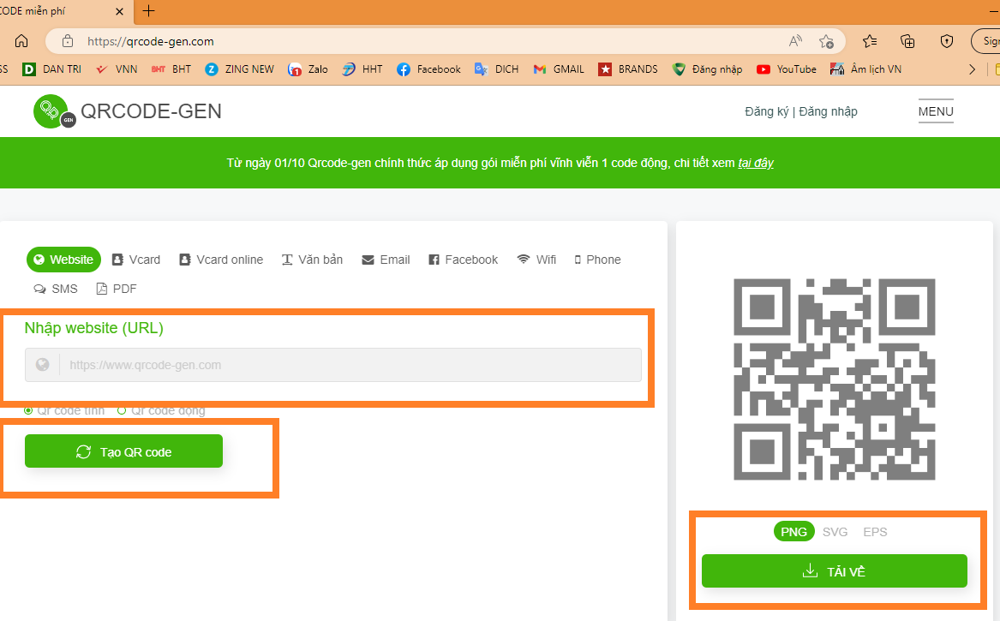 CODE miễn phí
https://qrcode-gen.com
Sign
SS DAN TRI VNN BHT ZING NEW Zalo HHT Facebook DICH GMAIL BRANDS Đăng nhập YouTube Âm lịch VN
QRCODE-GEN
Đăng ký | Đăng nhập
MENU
Từ ngày 01/10 Qrcode-gen chính thức áp dụng gói miễn phí vĩnh viễn 1 code động, chi tiết xem tại đây
Website Vcard Vcard online Văn bản Email Facebook Wifi Phone
SMS PDF
Nhập website (URL)
https://www.qrcode-gen.com
Qr code tĩnh Qr code động
Tạo QR code
PNG SVG EPS
TẢI VỀ